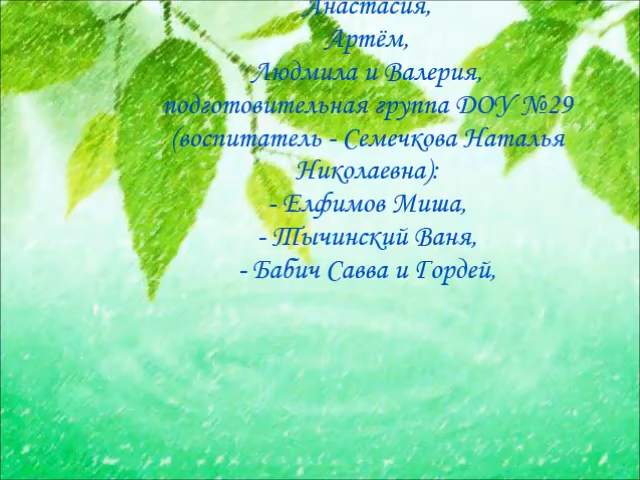 Анастасия,
Артём,
Людмила и Валерия,
подготовительная группа ДОУ №29
(воспитатель - Семечкова Наталья
Николаевна):
- Елфимов Миша,
- Тычинский Ваня,
- Бабич Савва и Гордей,